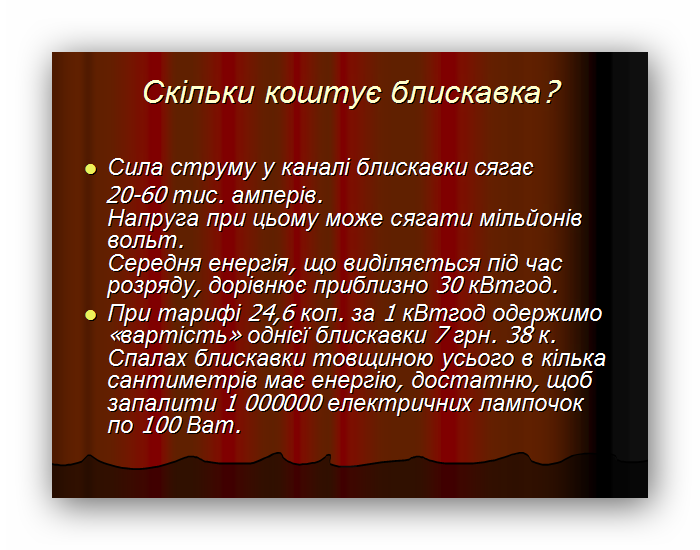 Скільки коштує блискавка?
Сила струму у каналі блискавки сягає
20-60 тис. амперів.
Напруга при цьому може сягати мільйонів
вольт.
Середня енергія, що виділяється під час
розряду, дорівнює приблизно 30 кВтгод.
При тарифі 24,6 коп. за 1 кВтгод одержимо
«вартість» однієї блискавки 7 грн. 38 к.
Спалах блискавки товщиною усього в кілька
сантиметрів має енергію, достатню, щоб
запалити 1 000000 електричних лампочок
по 100 Ват.